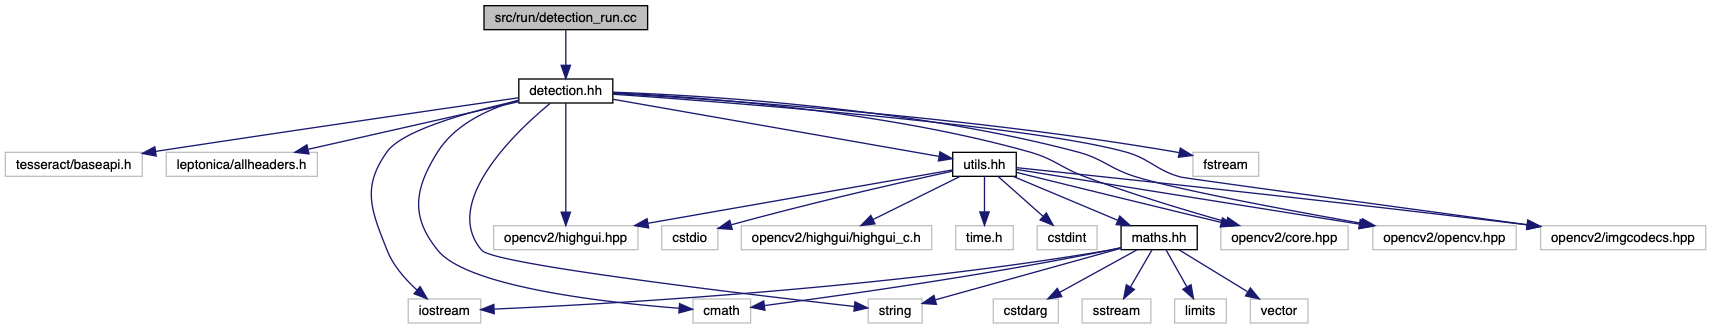 src/run/detection_run.cc
detection.hh
tesseract/baseapi.h
leptonica/allheaders.h
utils.hh
fstream
opencv2/highgui.hpp
cstdio
opencv2/highgui/highgui_c.h
time.h
cstdint
maths.hh
opencv2/core.hpp
opencv2/opencv.hpp
opencv2/imgcodecs.hpp
iostream
cmath
string
cstdarg
sstream
limits
vector